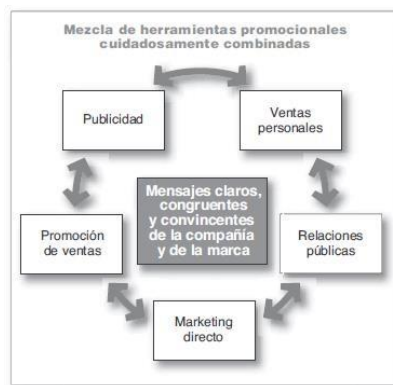 Mezcla de herramientas promocionales
cuidadosamente combinadas
Publicidad
Ventas
personales
Mensajes claros,
congruentes
y convincentes
de la compañía
y de la marca
Promoción
de ventas
Relaciones
públicas
Marketing
directo